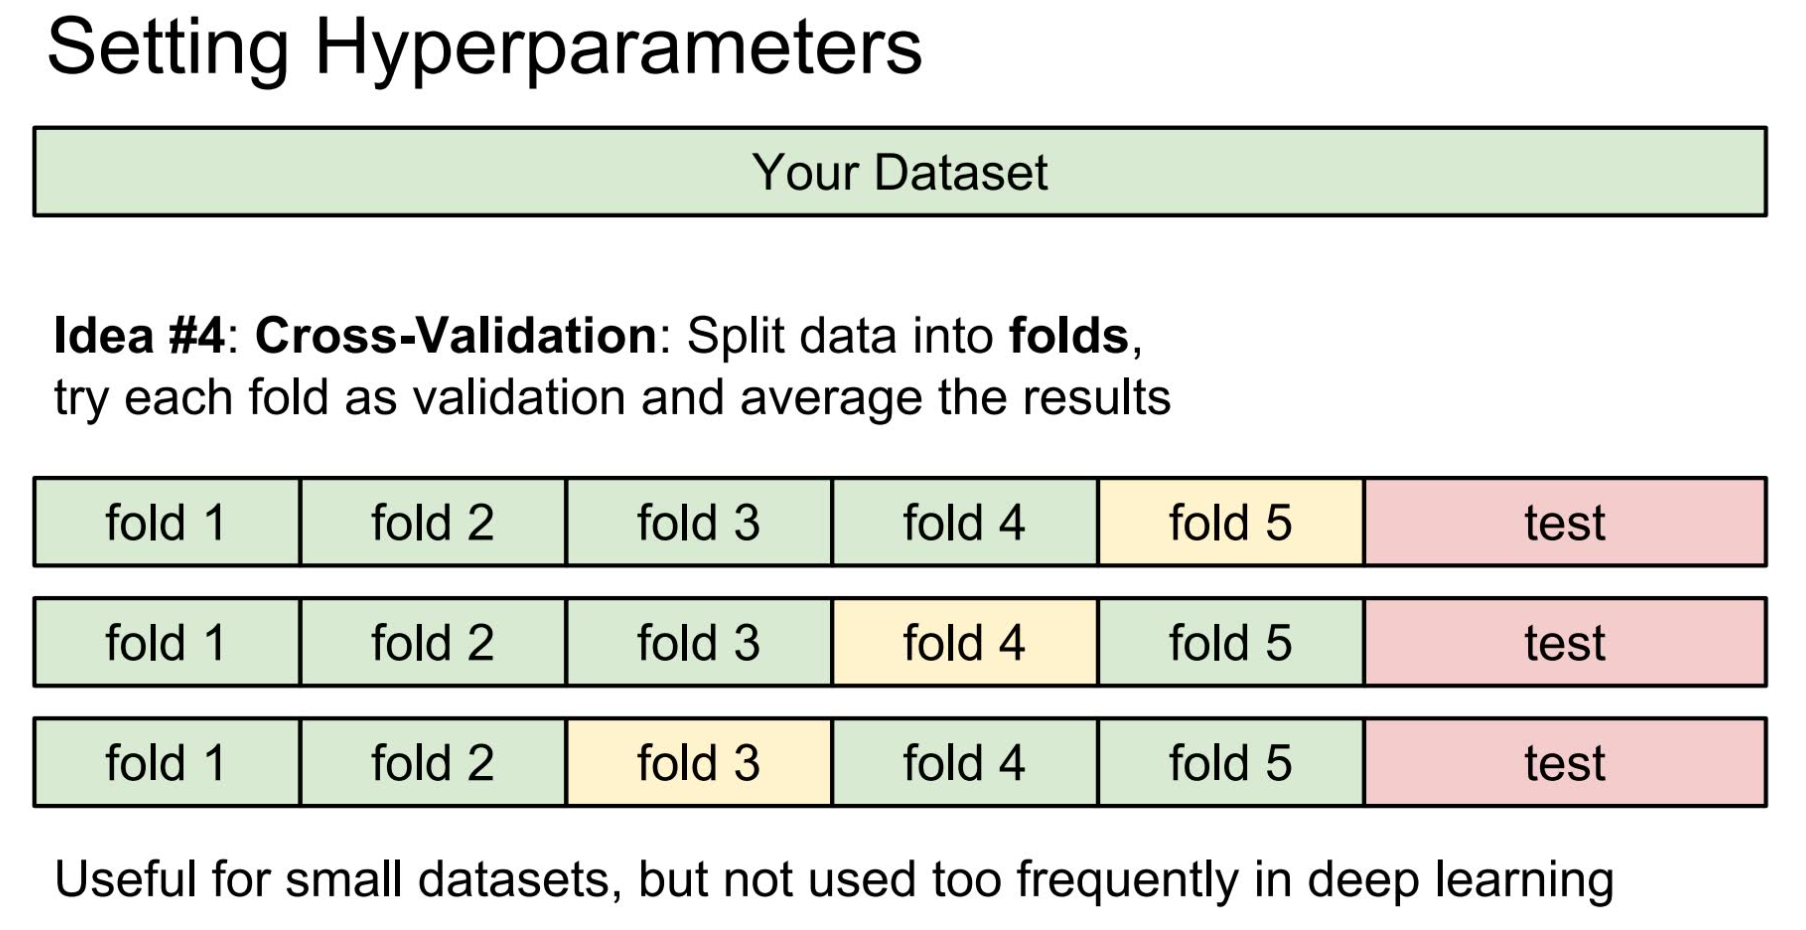 Setting Hyperparameters
Your Dataset
Idea #4: Cross-Validation: Split data into folds,
try each fold as validation and average the results
fold 1 fold 2 fold 3 fold 4 fold 5 test
fold 1 fold 2 fold 3 fold 4 fold 5 test
fold 1 fold 2 fold 3 fold 4 fold 5 test
Useful for small datasets, but not used too frequently in deep learning